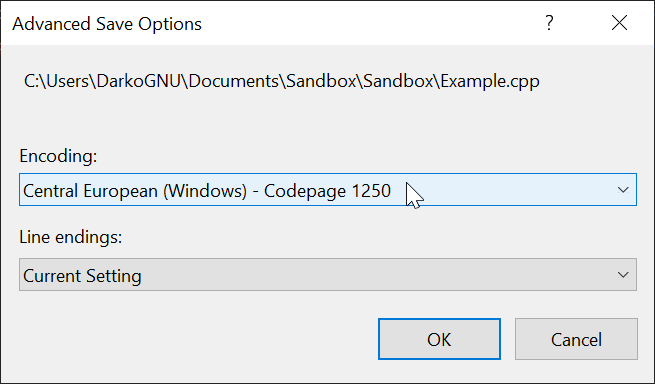 Advanced Save Options
?
C:\Users\DarkoGNU\Documents\Sandbox\Sandbox\Example.cpp
Encoding:
Central European (Windows) - Codepage 1250
Line endings:
Current Setting
OK Cancel